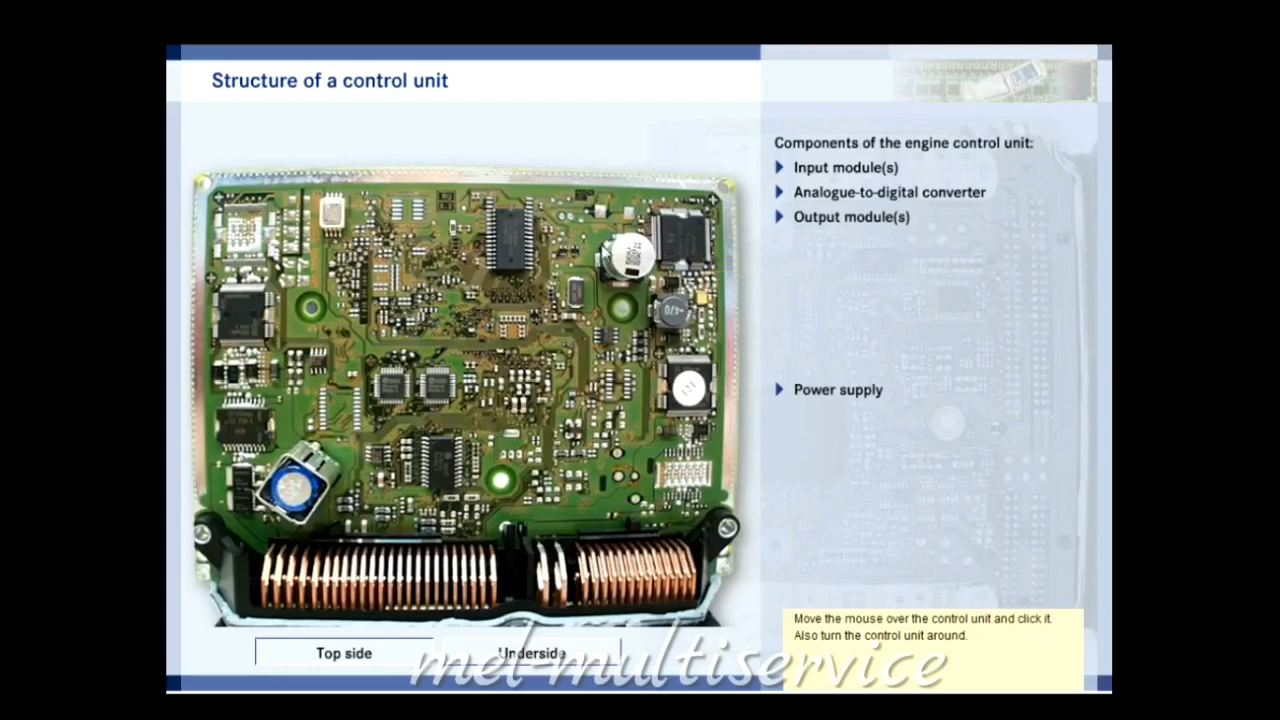 Structure of a control unit
Components of the engine control unit:
Input module(s)
Analogue-to-digital converter
Output module(s)
Power supply
Move the mouse over the control unit and click it.
Also turn the control unit around.
Top side
Underside
mel-multiservice